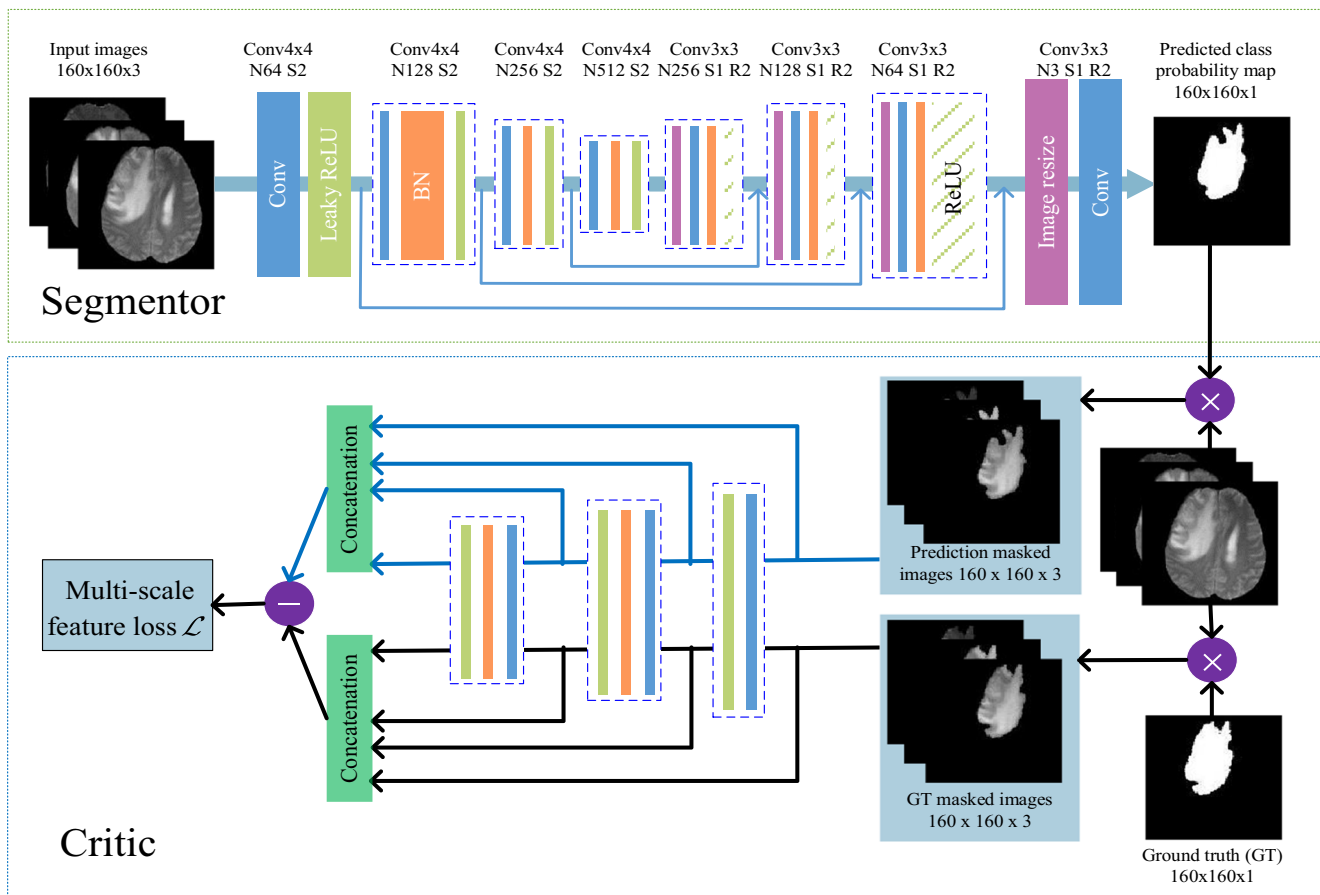 Input images
160x160x3
Conv4x4
N64 S2
Conv4x4
N128 S2
Conv4x4
N256 S2
Conv4x4
N512 S2
Conv3x3
N256 S1 R2
Conv3x3
N128 S1 R2
Conv3x3
N64 S1 R2
Conv3x3
N3 S1 R2
Predicted class
probability map
160x160x1
Conv
Leaky ReLU
BN
ReLU
Image resize
Conv
Segmentor
×
Concatenation
Prediction masked
images 160 x 160 x 3
Multi-scale
feature loss ℒ
−
Concatenation
×
GT masked images
160 x 160 x 3
Critic
Ground truth (GT)
160x160x1